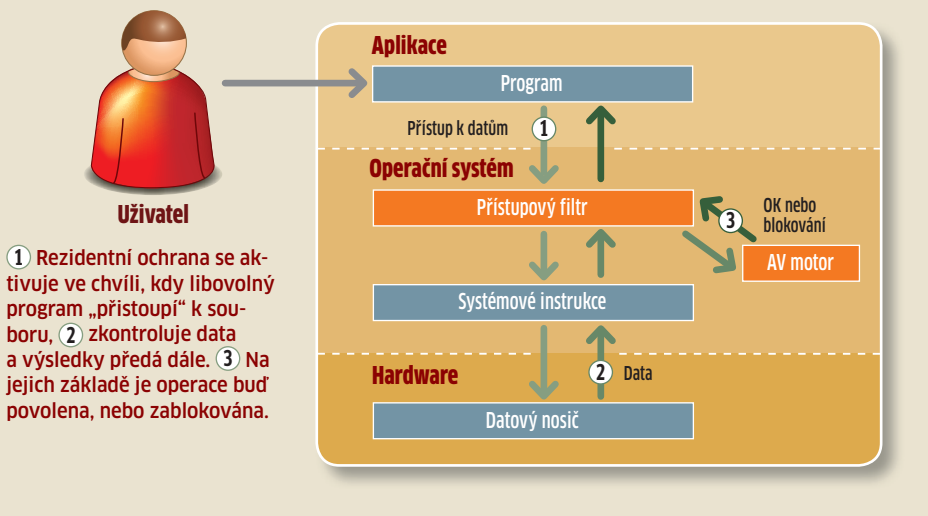 Uživatel
① Rezidentní ochrana se ak-
tivuje ve chvíli, kdy libovolný
program „přistoupí“ k sou-
boru, ② zkontroluje data
a výsledky předá dále. ③ Na
jejich základě je operace buď
povolena, nebo zablokována.
Aplikace
Program
Přístup k datům
1
Operační systém
Přístupový filtr
3
OK nebo
blokování
AV motor
Systémové instrukce
Hardware
2 Data
Datový nosič